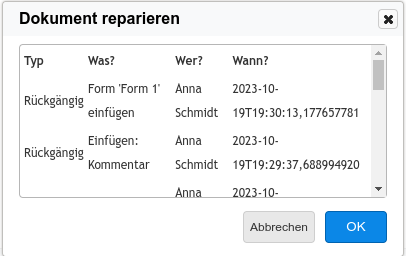 Dokument reparieren
Typ Was? Wer? Wann?
Form 'Form 1' Anna 2023-10-
Rückgängig einfügen Schmidt 19T19:30:13,177657781
Einfügen: Anna 2023-10-
Rückgängig Kommentar Schmidt 19T19:29:37,688994920
Anna 2023-10-
Abbrechen OK